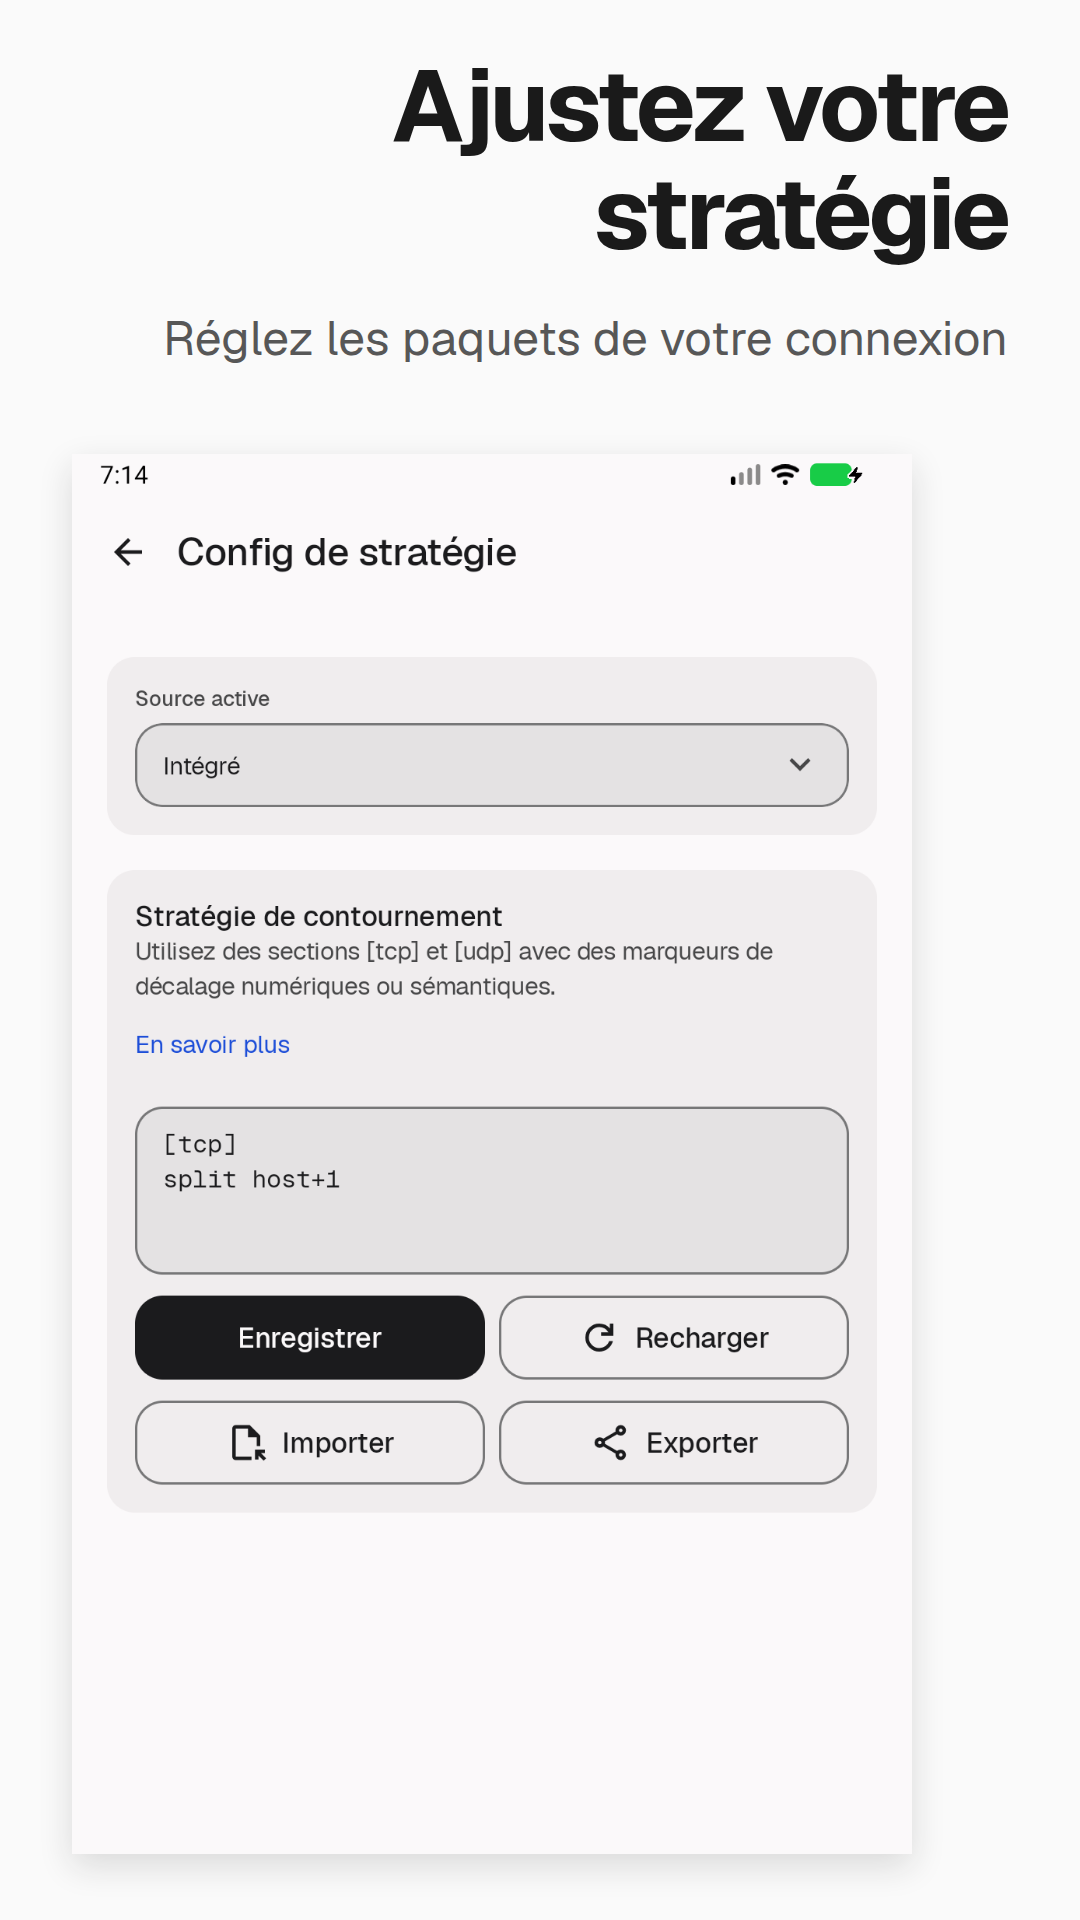 Ajustez votre
stratégie
Réglez les paquets de votre connexion
7:14
Config de stratégie
Source active
Intégré
Stratégie de contournement
Utilisez des sections [tcp] et [udp] avec des marqueurs de
décalage numériques ou sémantiques.
En savoir plus
[tcp]
split host+1
Enregistrer
Recharger
Importer
Exporter